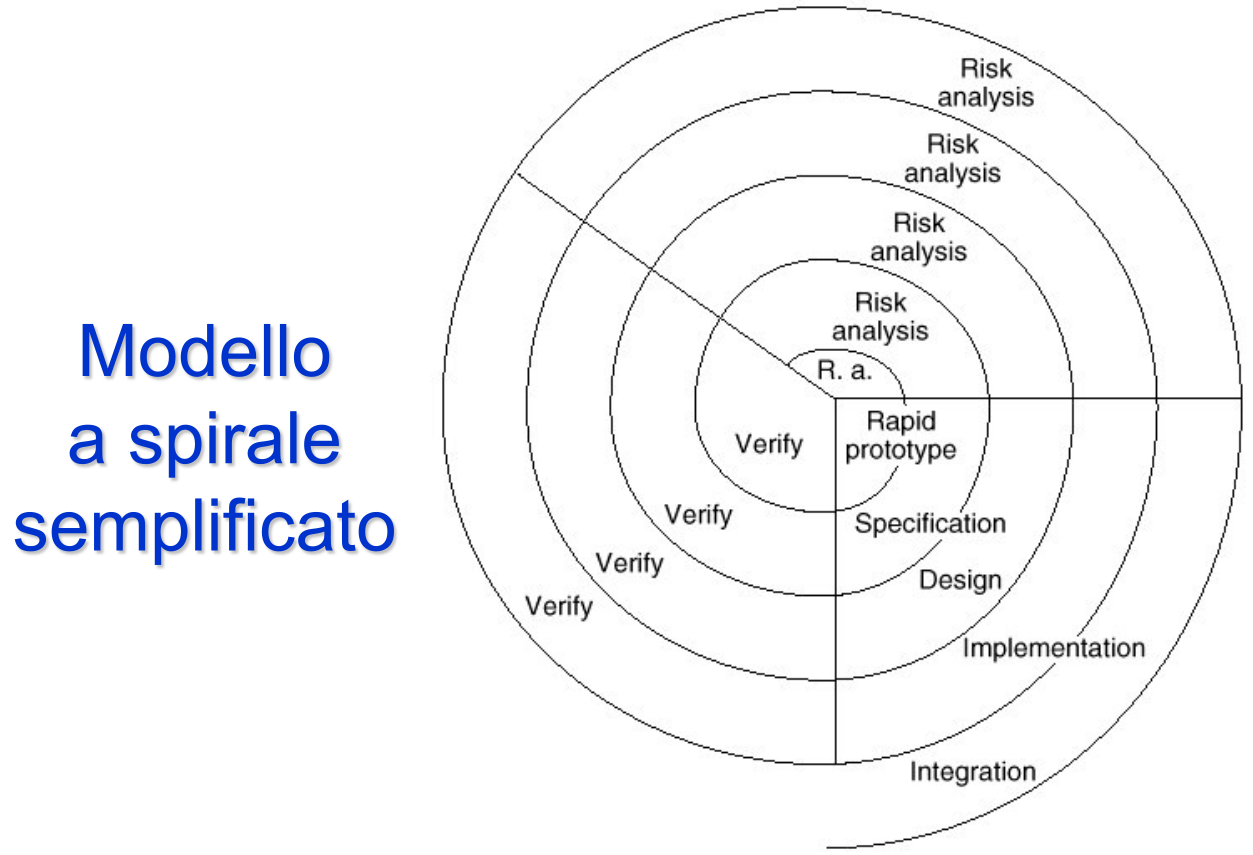 Modello
a spirale
semplificato
Risk
analysis
Risk
analysis
Risk
analysis
Risk
analysis
R. a.
Rapid
prototype
Verify
Specification
Verify
Design
Verify
Implementation
Verify
Integration